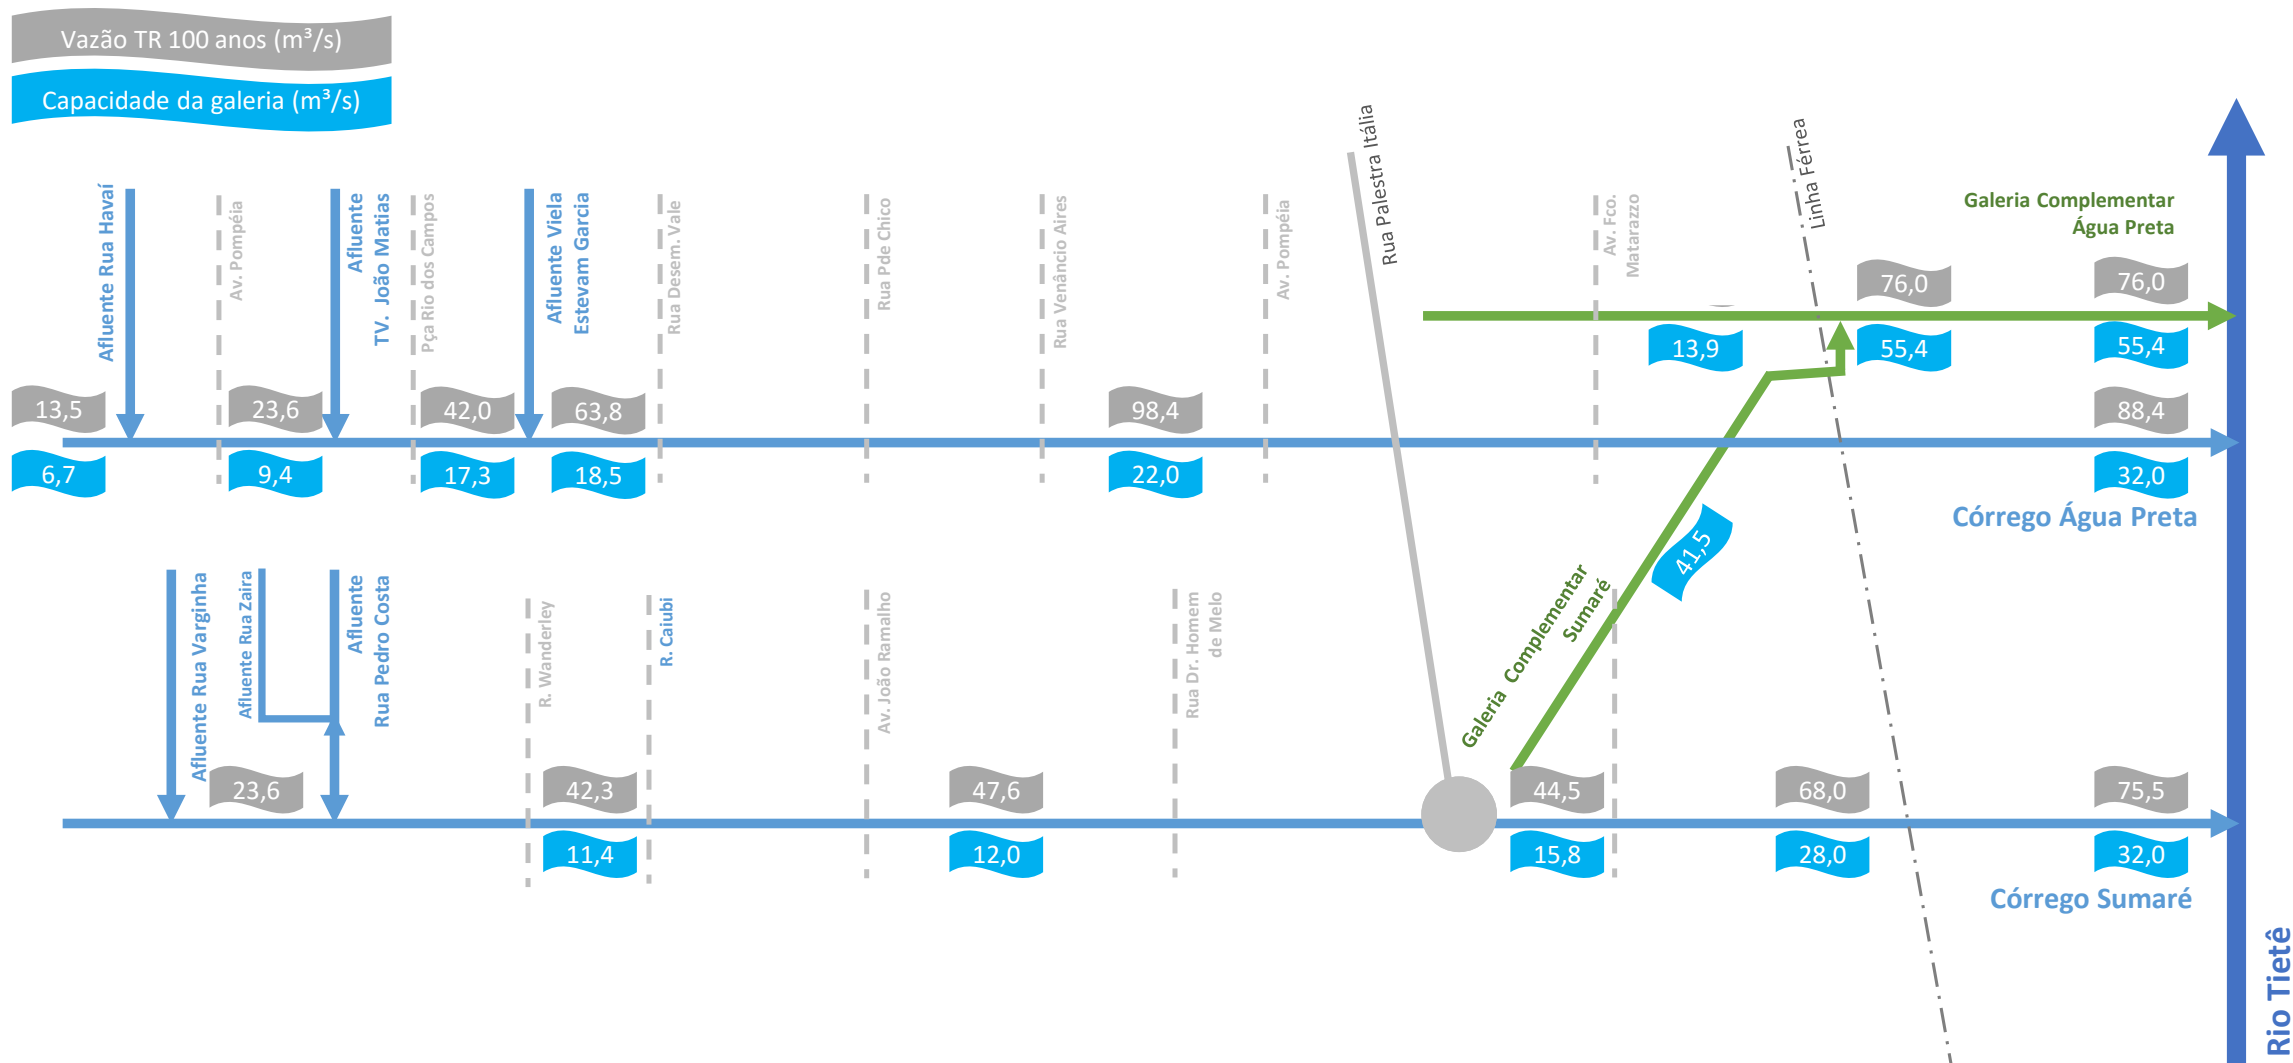 Vazão TR 100 anos (m³/s)
Capacidade da galeria (m³/s)
Afluente Rua Havaí
Av. Pompéia
Afluente
TV. João Matias
Pça Rio dos Campos
Afluente Viela
Estevam Garcia
Rua Desem. Vale
Rua Pde Chico
Rua Venâncio Aires
Av. Pompéia
Rua Palestra Itália
Av. Fco.
Matarazzo
Linha Férrea
Galeria Complementar
Água Preta
76,0
76,0
13,9
55,4
55,4
13,5
23,6
42,0
63,8
98,4
88,4
6,7
9,4
17,3
18,5
22,0
32,0
Córrego Água Preta
41,5
Galeria Complementar
Sumaré
Afluente Rua Varginha
Afluente Rua Zaira
Afluente
Rua Pedro Costa
R. Wanderley
R. Caiubi
Av. João Ramalho
Rua Dr. Homem
de Melo
23,6
42,3
47,6
44,5
68,0
75,5
11,4
12,0
15,8
28,0
32,0
Córrego Sumaré
Rio Tietê